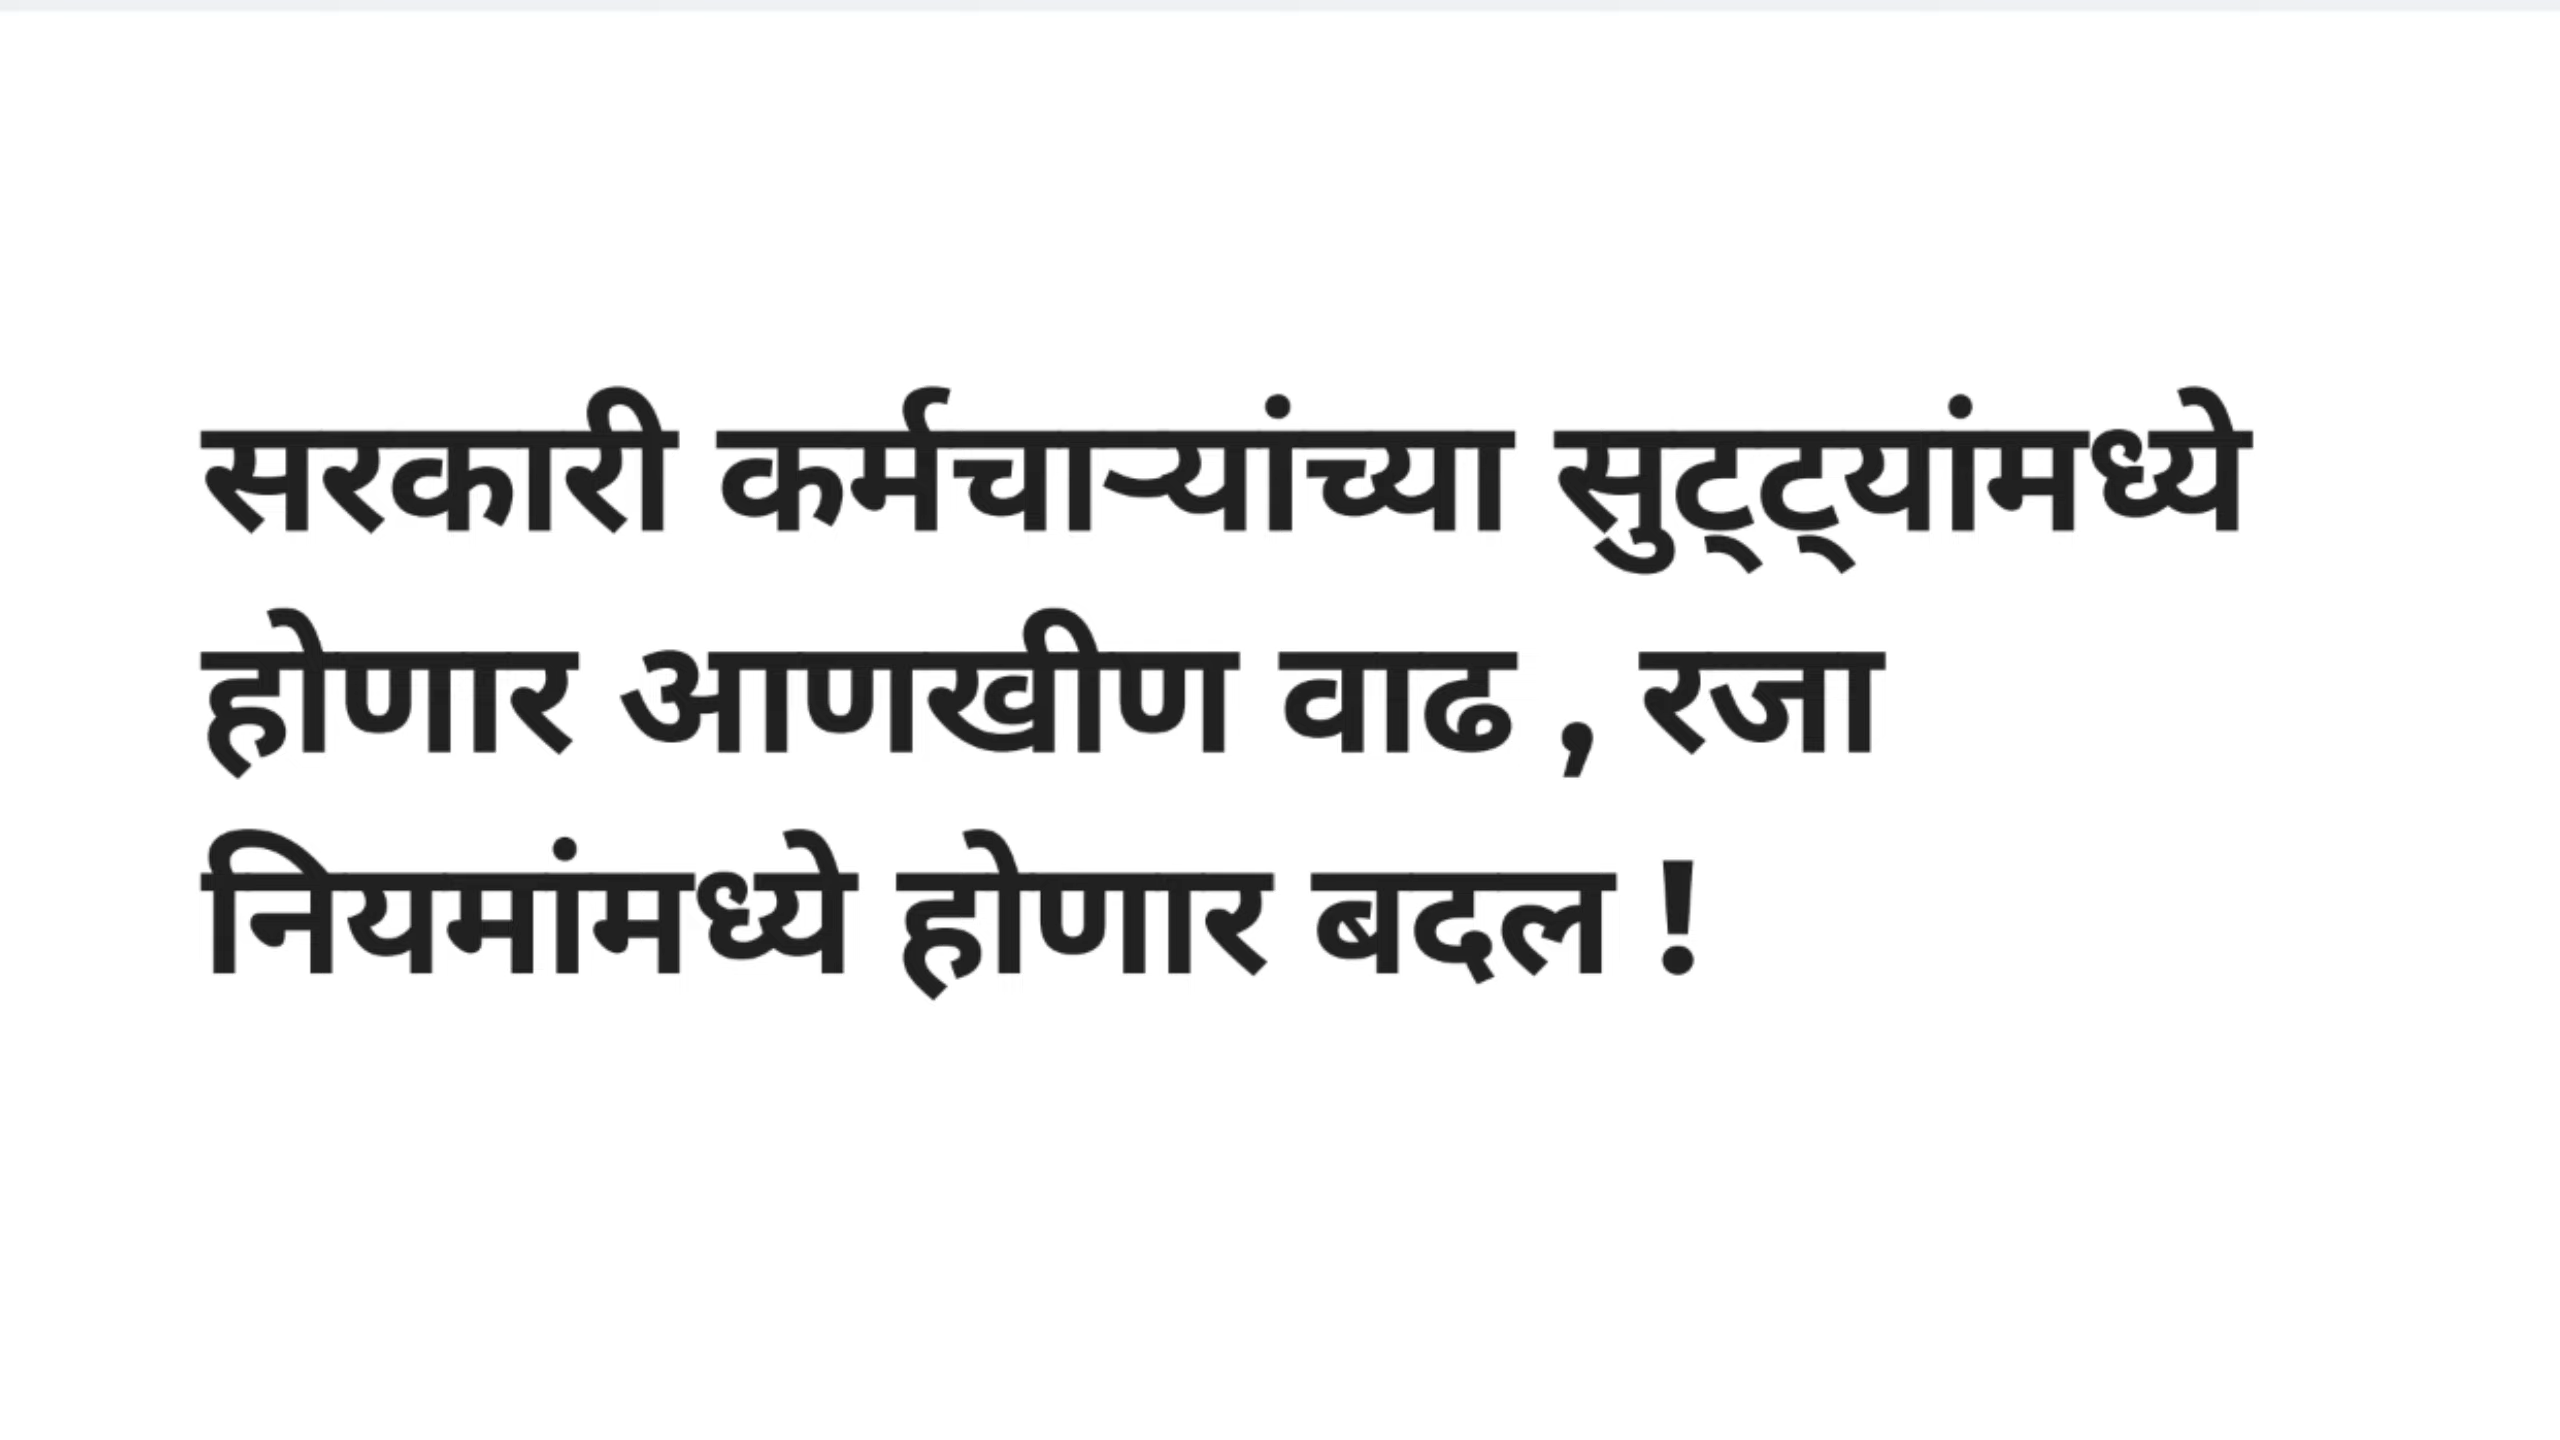 सरकारी कर्मचाऱ्यांच्या सुट्ट्यांमध्ये
होणार आणखीण वाढ , रजा
नियमांमध्ये होणार बदल !